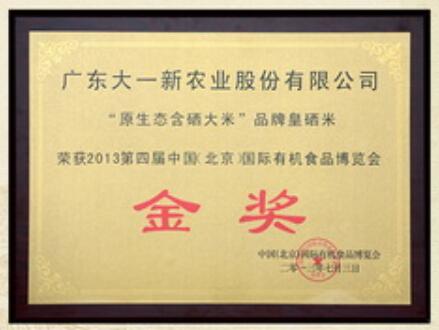 广东大一新农业股份有限公司
“原生态含硒大米”品牌皇硒米
荣获2013第四届中国(北京)国际有机食品博览会
金奖
中国(北京)国际有机食品博览会
二零一三年七月三日